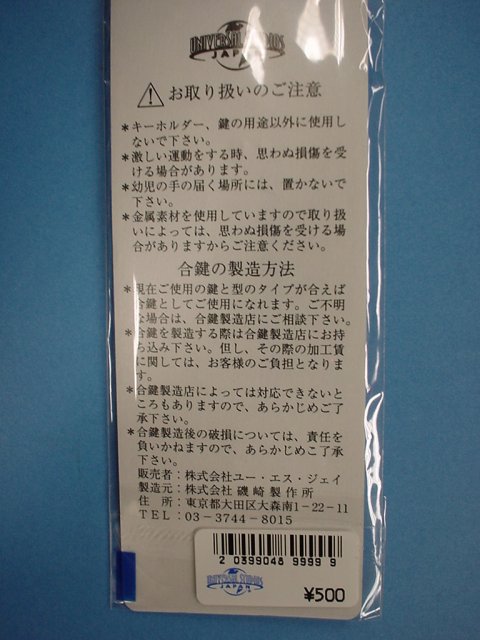 UNIVERSAL STUDIOS
JAPAN
お取り扱いのご注意
*キーホルダー、鍵の用途以外に使用し
ないで下さい。
*激しい運動をする時、思わぬ損傷を受
ける場合があります。
*幼児の手の届く場所には、置かないで
下さい。
*金属素材を使用していますので取り扱
いによっては、思わぬ損傷を受ける場
合がありますからご注意ください。
合鍵の製造方法
*現在ご使用の鍵と型のタイプが合えば
合鍵としてご使用になれます。ご不明
な場合は、合鍵製造店にご相談下さい。
*合鍵を製造する際は合鍵製造店にお持
ち込み下さい。但し、その際の加工賃
に関しては、お客様のご負担となりま
す。
*合鍵製造店によっては対応できないと
ころもありますので、あらかじめご了
承下さい。
*合鍵製造後の破損については、責任を
負いかねますので、あらかじめご了承
下さい。
販売者：株式会社ユー・エス・ジェイ
製造元：株式会社 磯崎製作所
住　所：東京都大田区大森南1－22－11
TEL：03－3744－8015
2 0399048 9999 9
UNIVERSAL STUDIOS
JAPAN
¥500